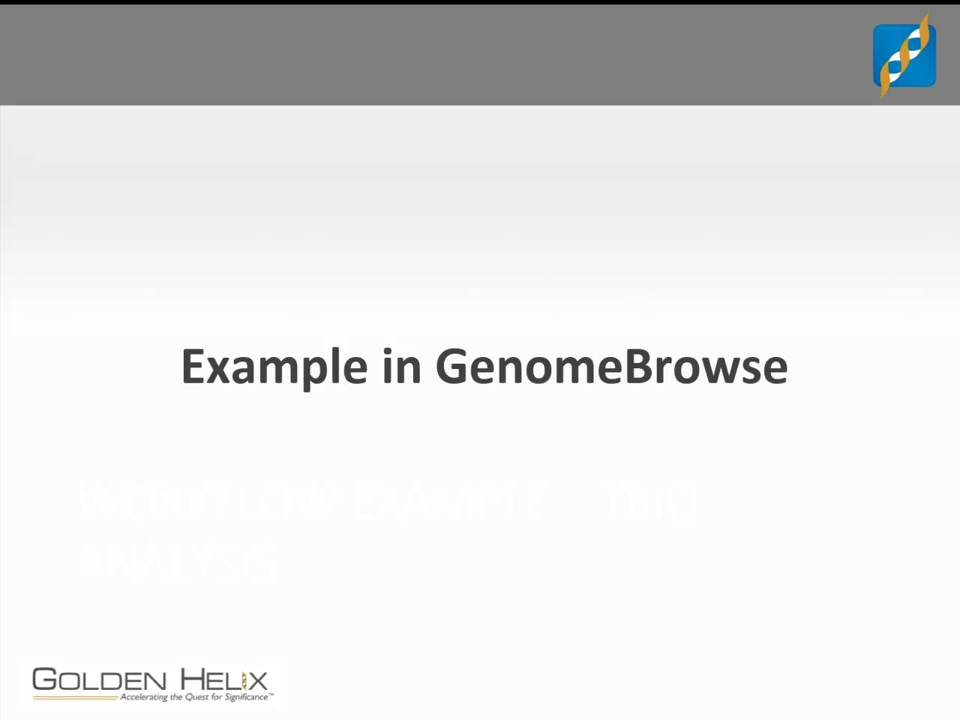 Example in GenomeBrowse
WORKFLOW EXAMPLE TRIO
ANALYSIS
GOLDEN HELIX
Accelerating the Quest for Significance™